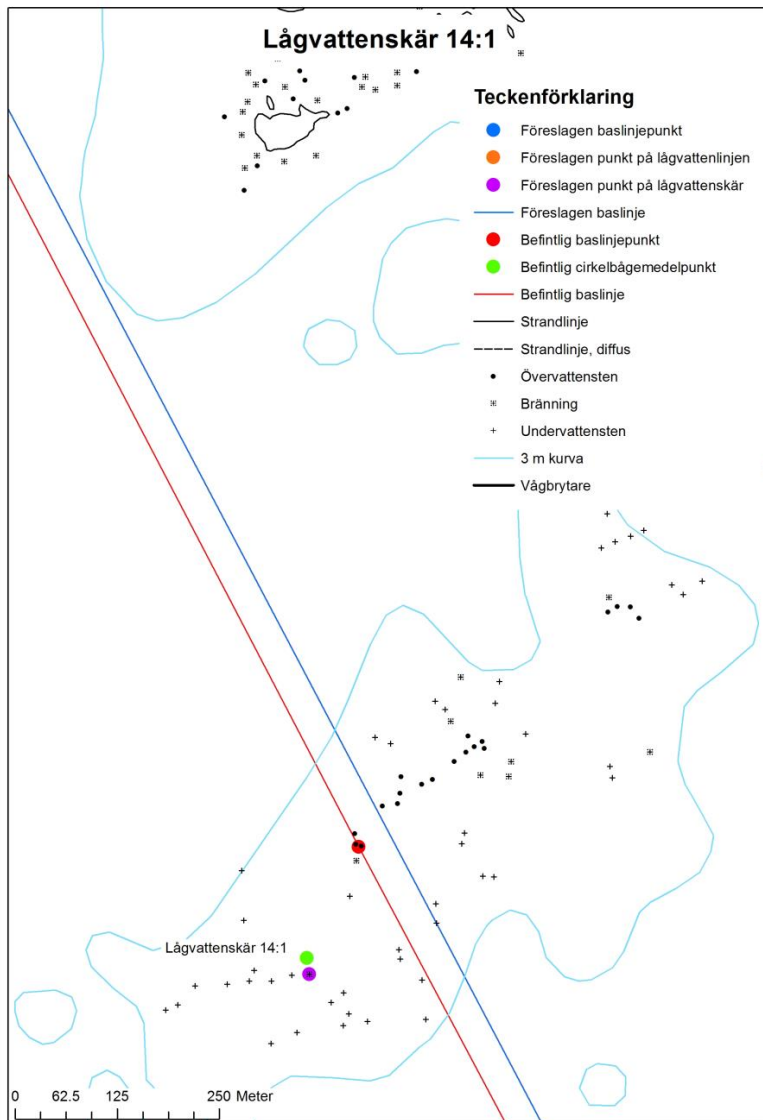 Lågvattenskär 14:1
Teckenförklaring
Föreslagen baslinjepunkt
Föreslagen punkt på lågvattenlinjen
Föreslagen punkt på lågvattenskär
Föreslagen baslinje
Befintlig baslinjepunkt
Befintlig cirkelbågemedelpunkt
Befintlig baslinje
Strandlinje
Strandlinje, diffus
Övervattensten
Bränning
Undervattensten
3 m kurva
Vågbrytare
Lågvattenskär 14:1
0 62.5 125 250 Meter